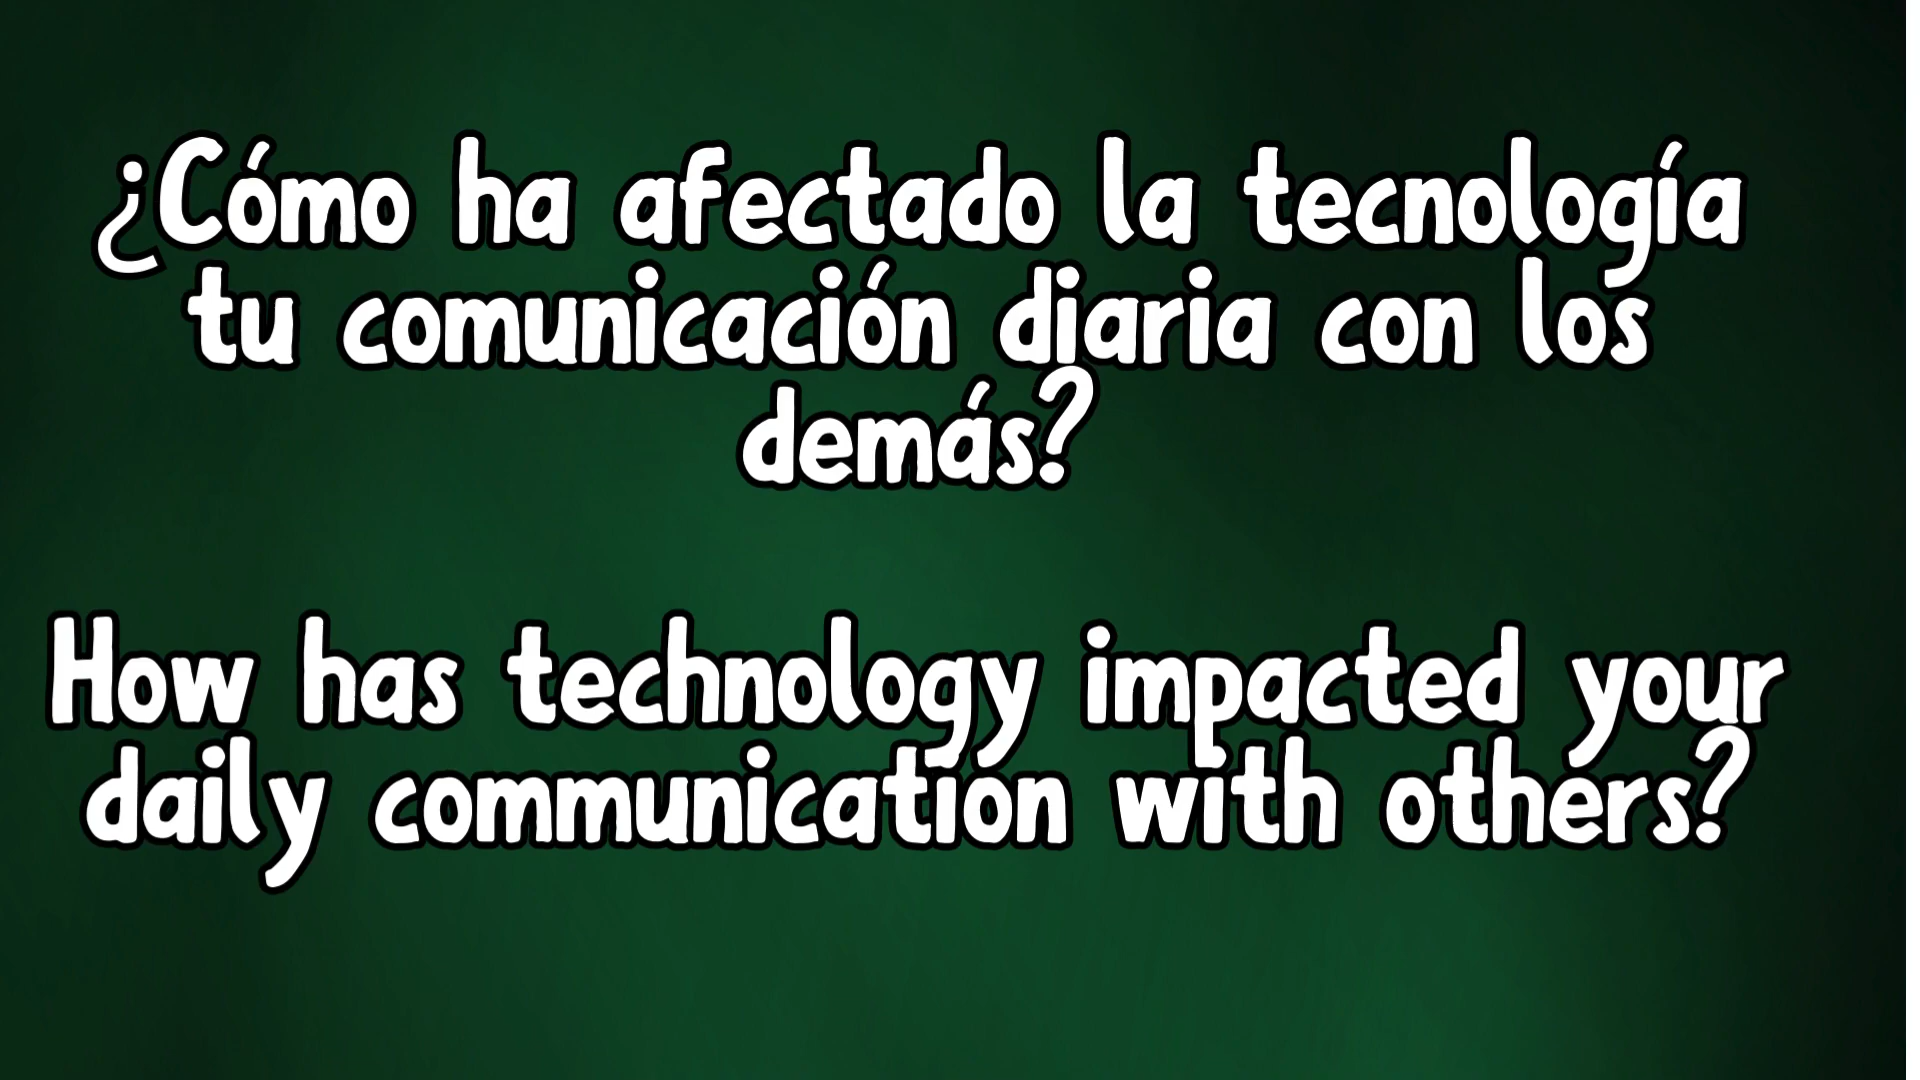 ¿Cómo ha afectado la tecnología
tu comunicación diaria con los
demás?
How has technology impacted your
daily communication with others?